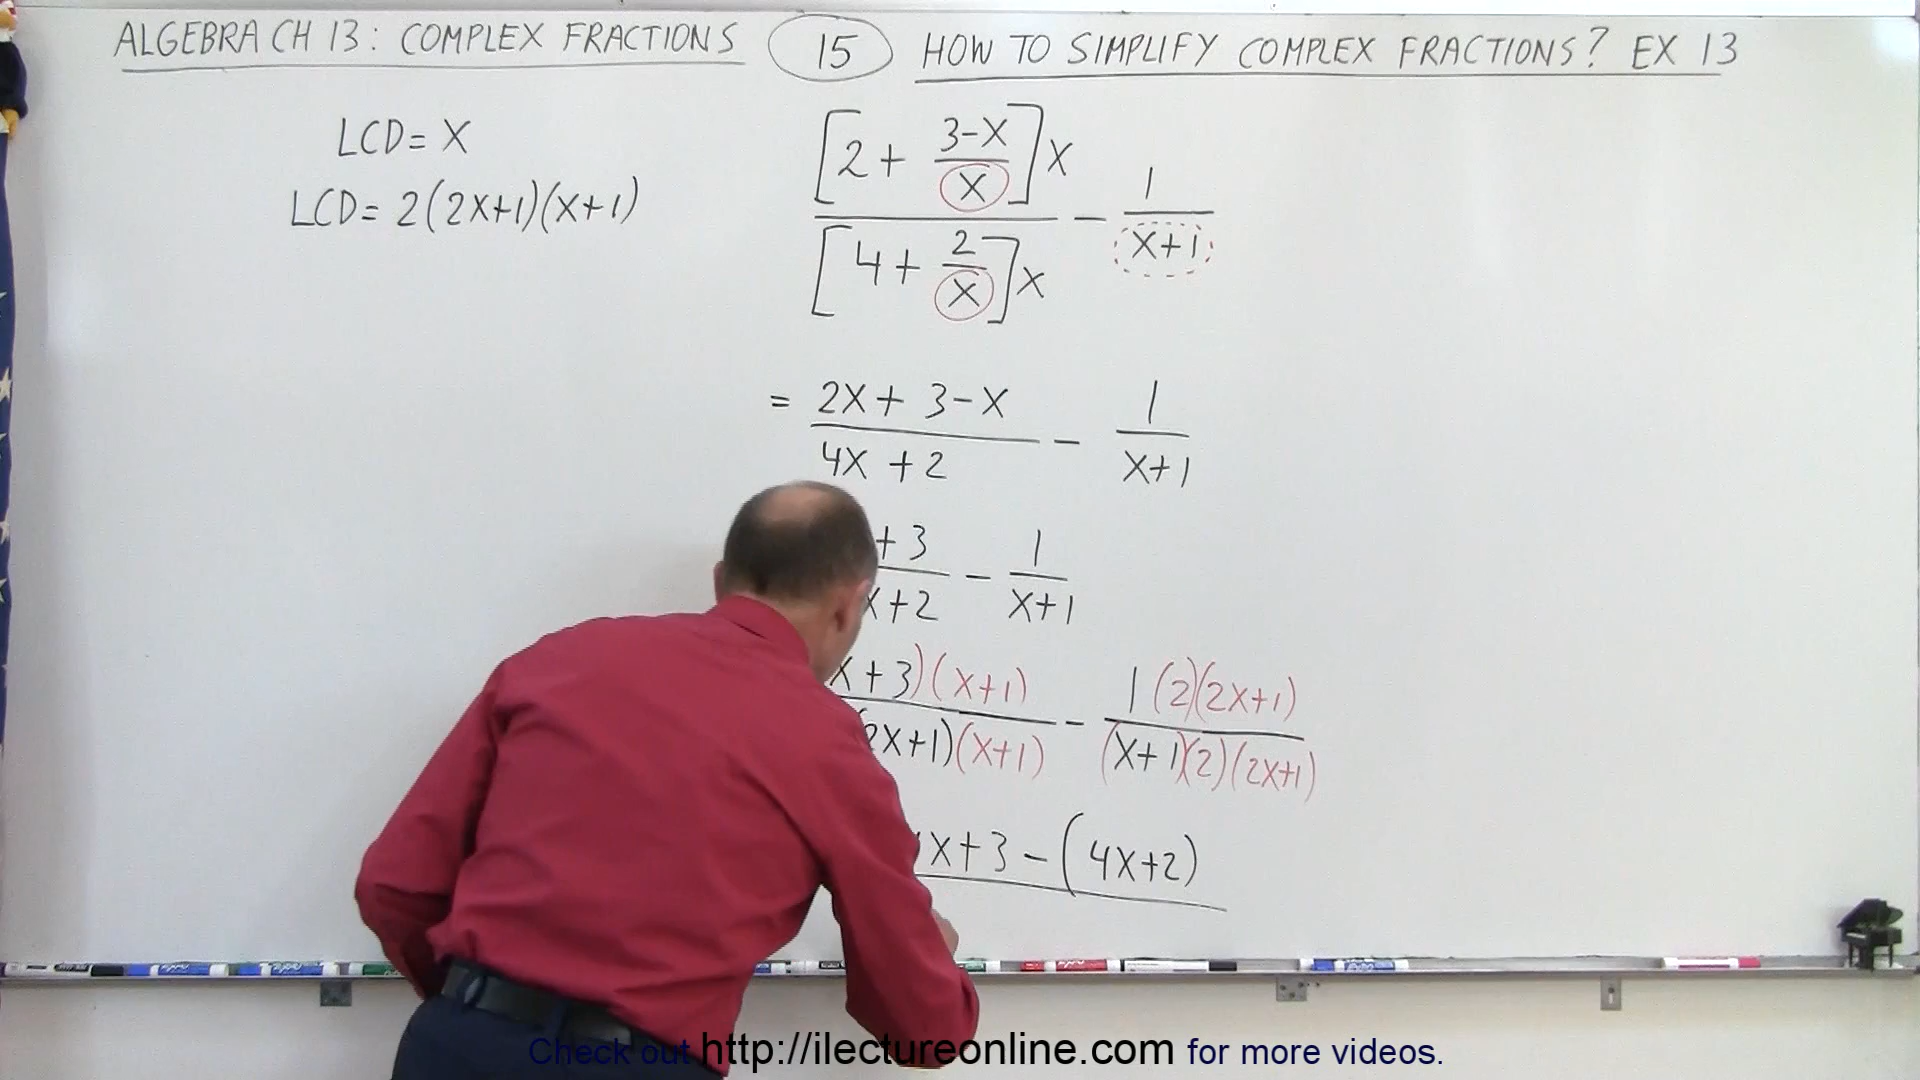 ALGEBRA CH 13: COMPLEX FRACTIONS 15 HOW TO SIMPLIFY COMPLEX FRACTIONS? EX 13
LCD = X
LCD = 2(2X+1)(X+1)
[2 + 3-X/X]X / [4 + 2/X]X - 1/X+1
= 2X + 3-X / 4X + 2 - 1/X+1
+ 3 / X+2 - 1/X+1
X + 3)(X+1) / 2X+1)(X+1) - 1(2)(2X+1) / (X+1)(2)(2X+1)
X+3 - (4X+2)
Check out http://ilectureonline.com for more videos.